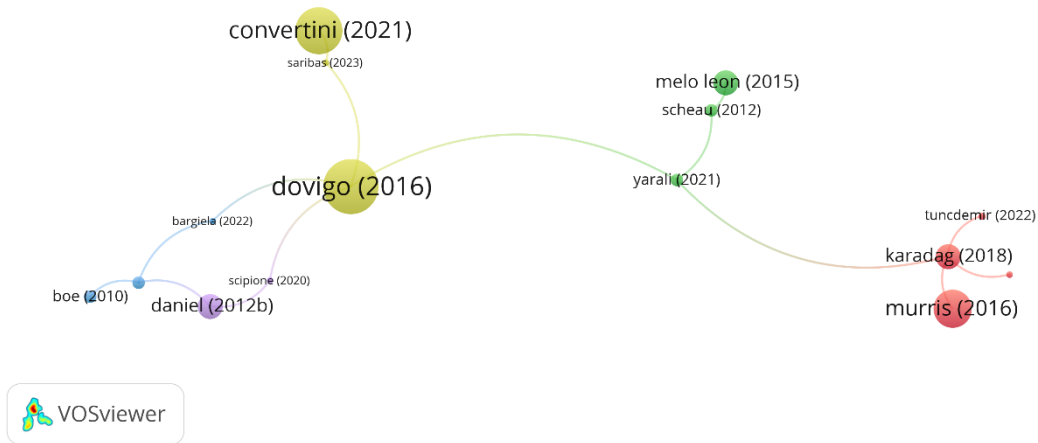 convertini (2021)
saribas (2023)
melo leon (2015)
scheau (2012)
yarali (2021)
dovigo (2016)
bargiela (2022)
tuncdemir (2022)
karadag (2018)
scipione (2020)
boe (2010)
daniel (2012b)
murris (2016)
VOSviewer